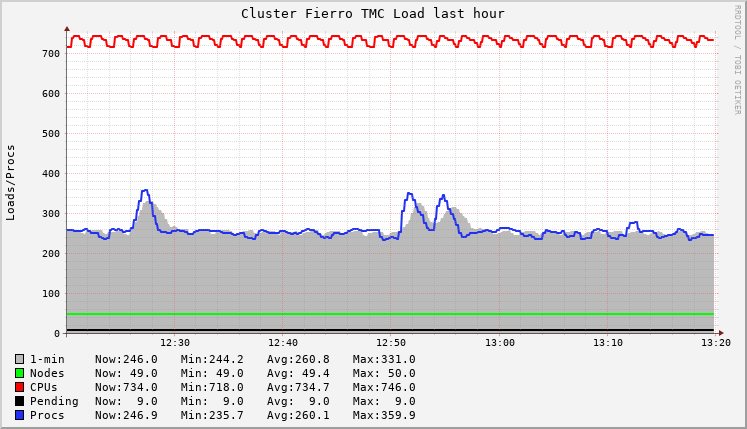 Cluster Fierro TMC Load last hour
RRDTOOL / TOBI OETIKER
Loads/Procs
700
600
500
400
300
200
100
0
12:30 12:40 12:50 13:00 13:10 13:20
1-min Now:246.0 Min:244.2 Avg:260.8 Max:331.0
Nodes Now: 49.0 Min: 49.0 Avg: 49.4 Max: 50.0
CPUs Now:734.0 Min:718.0 Avg:734.7 Max:746.0
Pending Now: 9.0 Min: 9.0 Avg: 9.0 Max: 9.0
Procs Now:246.9 Min:235.7 Avg:260.1 Max:359.9